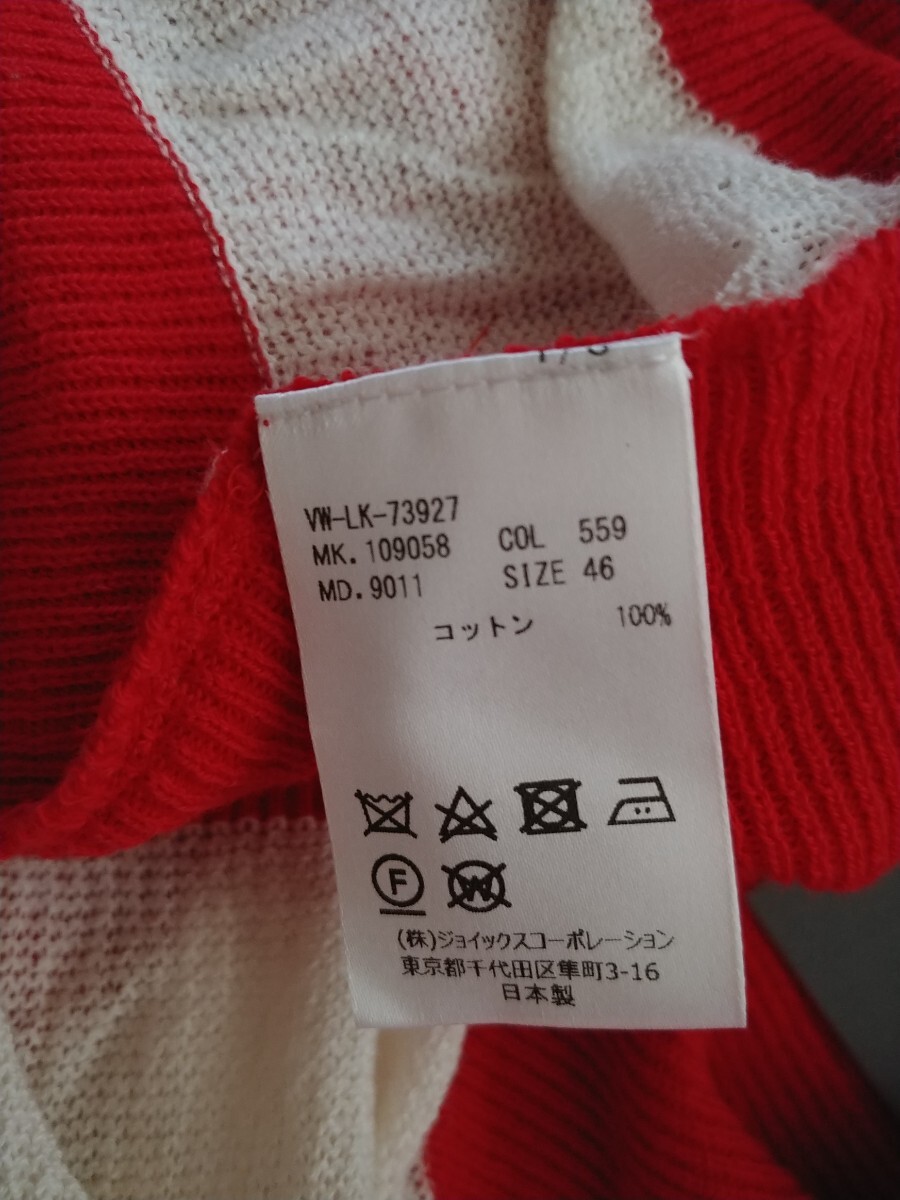 VW-LK-73927
MK. 109058 COL 559
MD. 9011 SIZE 46
コットン 100%
F W
(株)ジョイックスコーポレーション
東京都千代田区隼町3-16
日本製